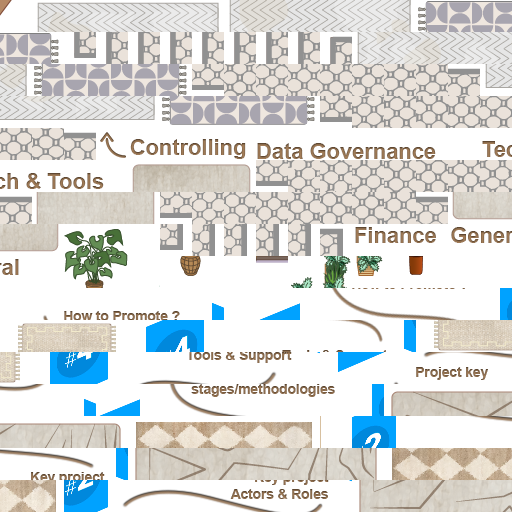 Controlling
Data Governance
Tec
ch & Tools
Finance
Gener
ral
How to Promote ?
Tools & Support
Project key
stages/methodologies
Key project
Key project
Actors & Roles